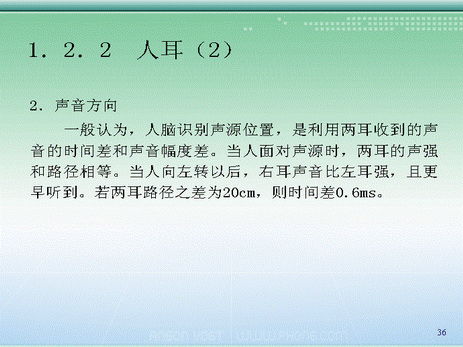 1．2．2　人耳（2）
2．声音方向
一般认为，人脑识别声源位置，是利用两耳收到的声
音的时间差和声音幅度差。当人面对声源时，两耳的声强
和路径相等。当人向左转以后，右耳声音比左耳强，且更
早听到。若两耳路径之差为20cm，则时间差0.6ms。
36